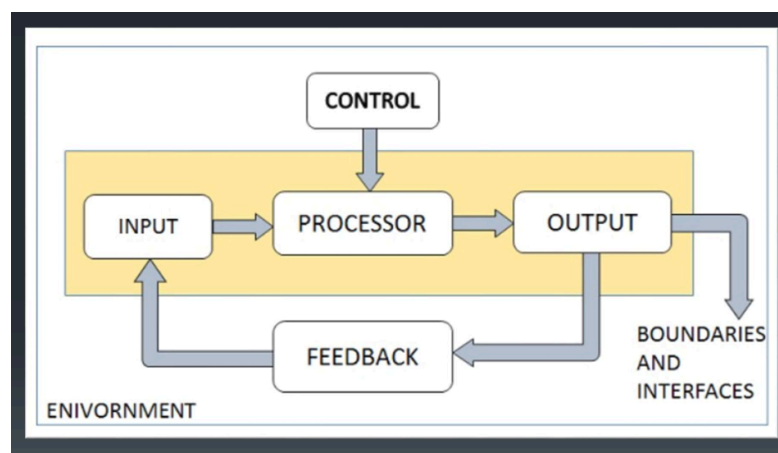 CONTROL
INPUT
PROCESSOR
OUTPUT
FEEDBACK
BOUNDARIES
AND
INTERFACES
ENIVORNMENT